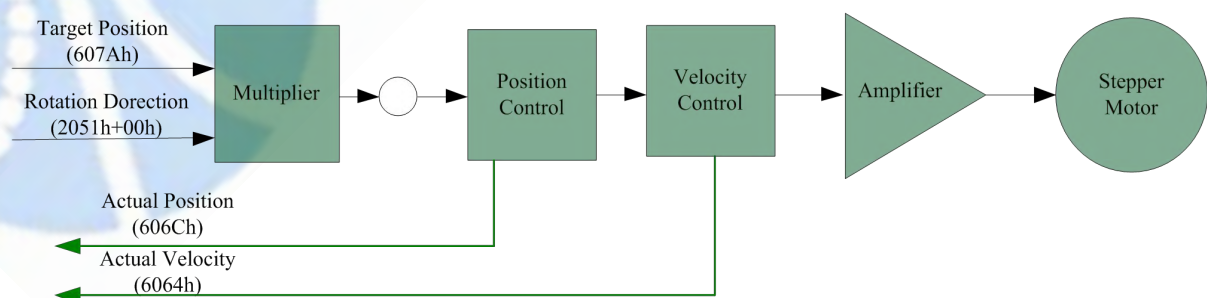 Target Position
(607Ah)
Rotation Dorection
(2051h+00h)
Multiplier
Position
Control
Velocity
Control
Amplifier
Stepper
Motor
Actual Position
(606Ch)
Actual Velocity
(6064h)